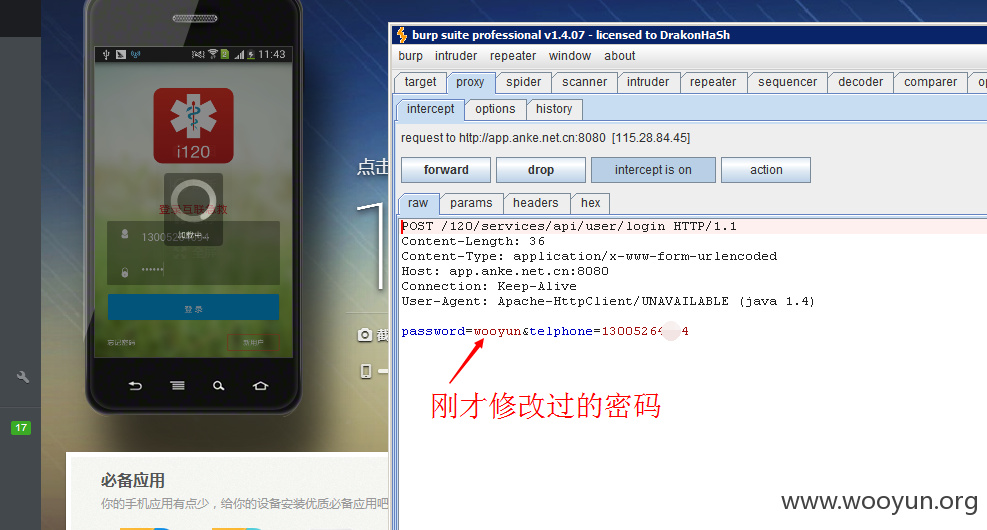 11:43
i120
登录互联急救
加载中...
登 录
忘记密码
新用户
点击
17
必备应用
你的手机应用有点少，给你的设备安装优质必备应用吧
burp suite professional v1.4.07 - licensed to DrakonHaSh
burp intruder repeater window about
target proxy spider scanner intruder repeater sequencer decoder comparer
intercept options history
request to http://app.anke.net.cn:8080 [115.28.84.45]
forward drop intercept is on action
raw params headers hex
POST /120/services/api/user/login HTTP/1.1
Content-Length: 36
Content-Type: application/x-www-form-urlencoded
Host: app.anke.net.cn:8080
Connection: Keep-Alive
User-Agent: Apache-HttpClient/UNAVAILABLE (java 1.4)
password=wooyun&telphone=13005264 4
刚才修改过的密码
www.wooyun.org